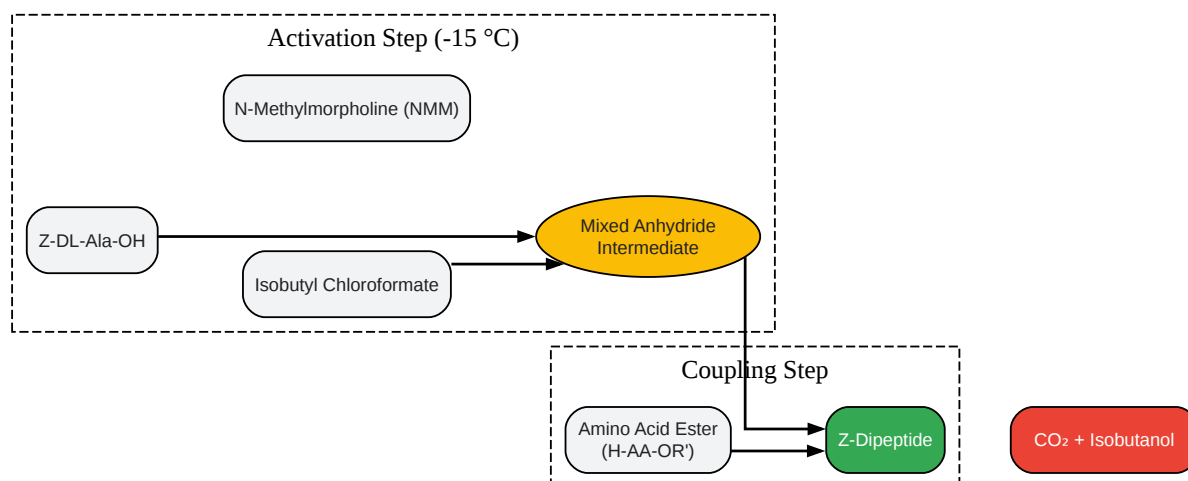 Activation Step (-15 °C)
N-Methylmorpholine (NMM)
Z-DL-Ala-OH
Mixed Anhydride
Intermediate
Isobutyl Chloroformate
Coupling Step
Amino Acid Ester
(H-AA-OR')
Z-Dipeptide
CO₂ + Isobutanol